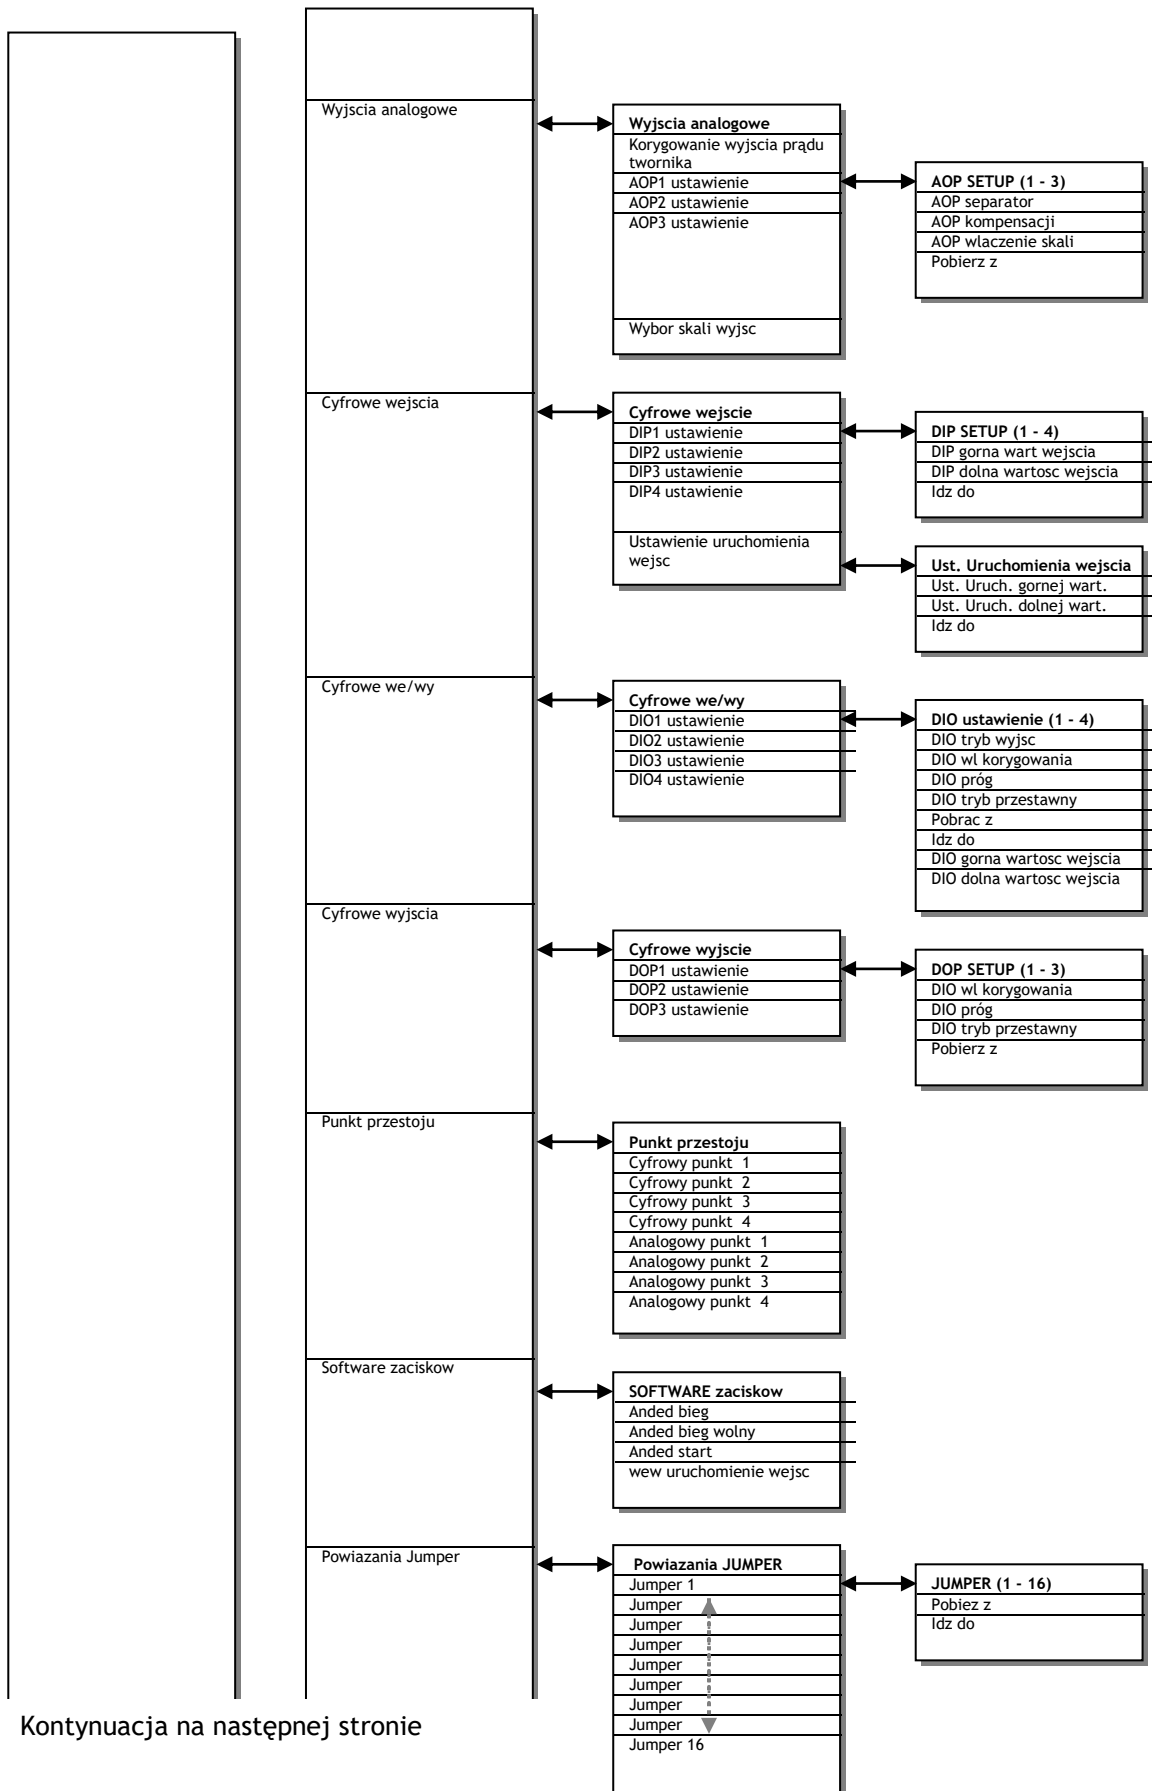 Wyjscia analogowe
Wyjscia analogowe
Korygowanie wyjscia prądu
twornika
AOP1 ustawienie
AOP2 ustawienie
AOP3 ustawienie
Wybor skali wyjsc
AOP SETUP (1 - 3)
AOP separator
AOP kompensacji
AOP wlaczenie skali
Pobierz z
Cyfrowe wejscia
Cyfrowe wejscie
DIP1 ustawienie
DIP2 ustawienie
DIP3 ustawienie
DIP4 ustawienie
Ustawienie uruchomienia
wejsc
DIP SETUP (1 - 4)
DIP gorna wart wejscia
DIP dolna wartosc wejscia
Idz do
Ust. Uruchomienia wejscia
Ust. Uruch. gornej wart.
Ust. Uruch. dolnej wart.
Idz do
Cyfrowe we/wy
Cyfrowe we/wy
DIO1 ustawienie
DIO2 ustawienie
DIO3 ustawienie
DIO4 ustawienie
DIO ustawienie (1 - 4)
DIO tryb wyjsc
DIO wl korygowania
DIO próg
DIO tryb przestawny
Pobrac z
Idz do
DIO gorna wartosc wejscia
DIO dolna wartosc wejscia
Cyfrowe wyjscia
Cyfrowe wyjscie
DOP1 ustawienie
DOP2 ustawienie
DOP3 ustawienie
DOP SETUP (1 - 3)
DIO wl korygowania
DIO próg
DIO tryb przestawny
Pobierz z
Punkt przestoju
Punkt przestoju
Cyfrowy punkt 1
Cyfrowy punkt 2
Cyfrowy punkt 3
Cyfrowy punkt 4
Analogowy punkt 1
Analogowy punkt 2
Analogowy punkt 3
Analogowy punkt 4
Software zaciskow
SOFTWARE zaciskow
Anded bieg
Anded bieg wolny
Anded start
wew uruchomienie wejsc
Powiazania Jumper
Powiazania JUMPER
Jumper 1
Jumper
Jumper
Jumper
Jumper
Jumper
Jumper
Jumper
Jumper 16
JUMPER (1 - 16)
Pobiez z
Idz do
Kontynuacja na następnej stronie